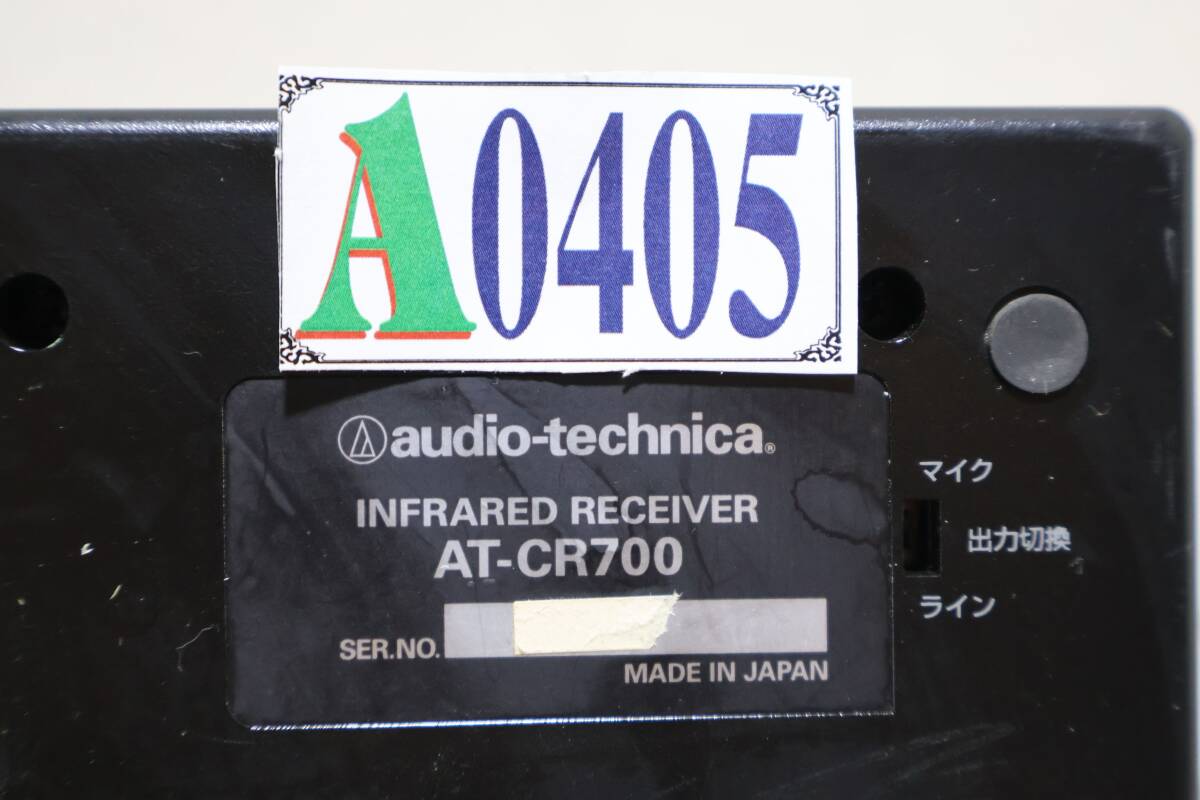 A0405
audio-technica®
INFRARED RECEIVER
AT-CR700
SER.NO.
MADE IN JAPAN
マイク
出力切換
ライン